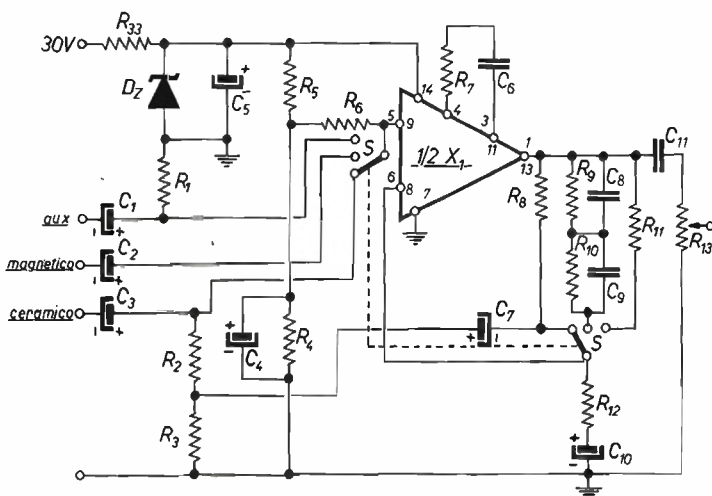 30V
R33
DZ
+
C5
-
R5
R6
R7
C6
14
4
3
11
5
9
S
1/2 X1
1
13
6
8
7
R1
R8
R9
C8
C11
R10
R11
R13
C9
aux
C1
-
+
magnetico
C2
-
+
ceramico
C3
-
+
C7
+
-
S
R2
+
-
C4
R4
R3
R12
+
-
C10